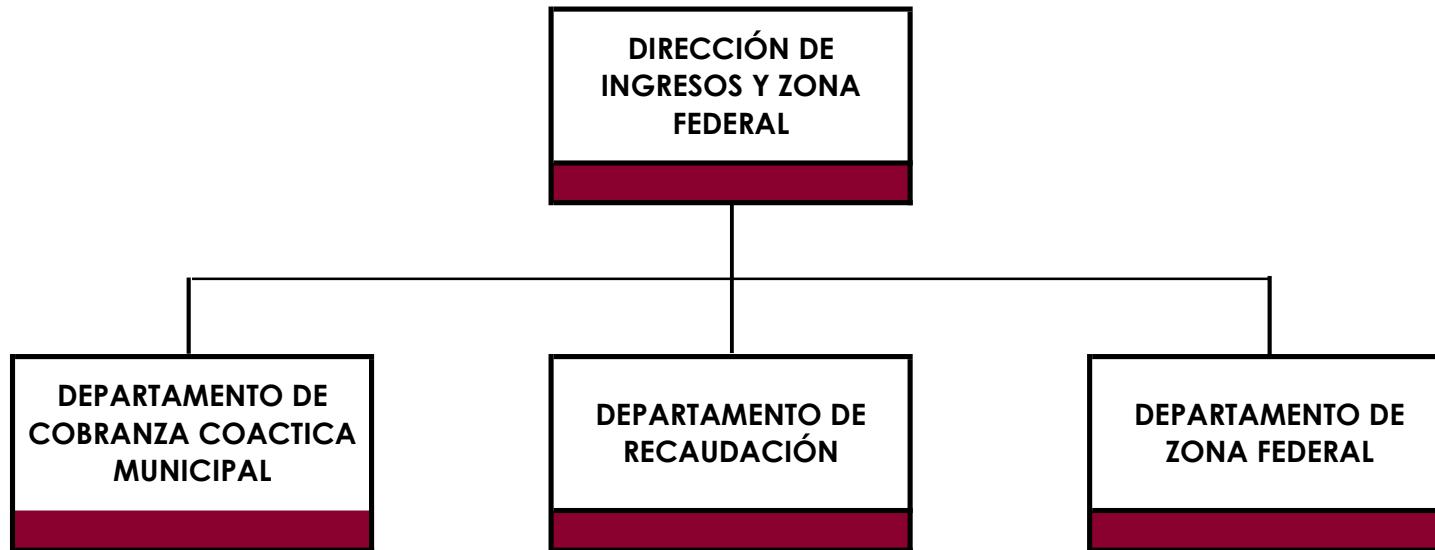 DIRECCIÓN DE
INGRESOS Y ZONA
FEDERAL
DEPARTAMENTO DE
COBRANZA COACTICA
MUNICIPAL
DEPARTAMENTO DE
RECAUDACIÓN
DEPARTAMENTO DE
ZONA FEDERAL